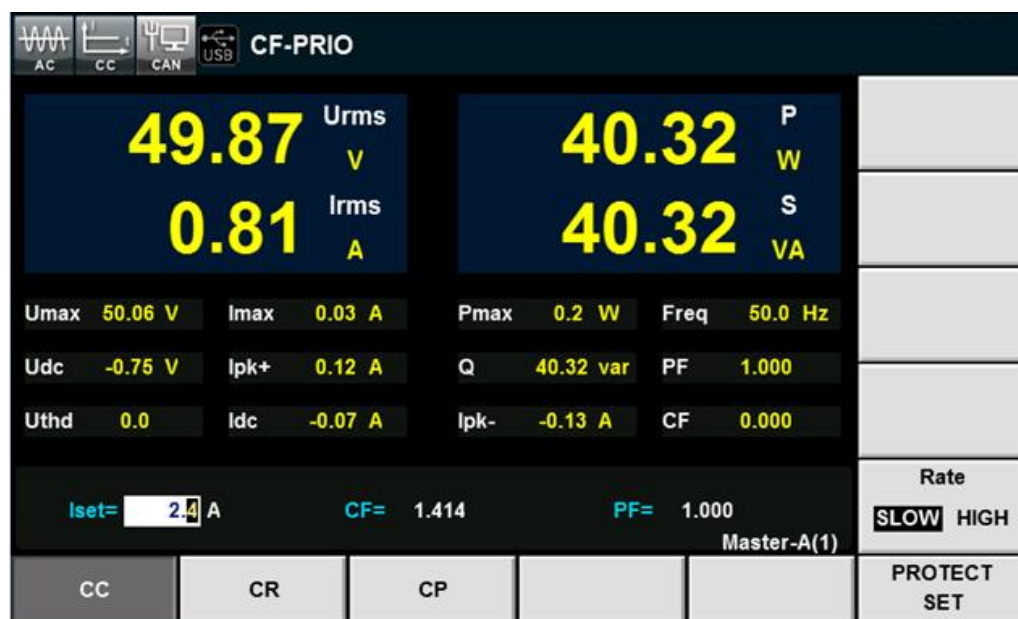 AC CC CAN USB CF-PRIO
49.87 Urms V
40.32 P W
0.81 Irms A
40.32 S VA
Umax 50.06 V Imax 0.03 A Pmax 0.2 W Freq 50.0 Hz
Udc -0.75 V Ipk+ 0.12 A Q 40.32 var PF 1.000
Uthd 0.0 Idc -0.07 A Ipk- -0.13 A CF 0.000
Iset= 2.4 A CF= 1.414 PF= 1.000
Master-A(1)
Rate
SLOW HIGH
CC CR CP
PROTECT
SET